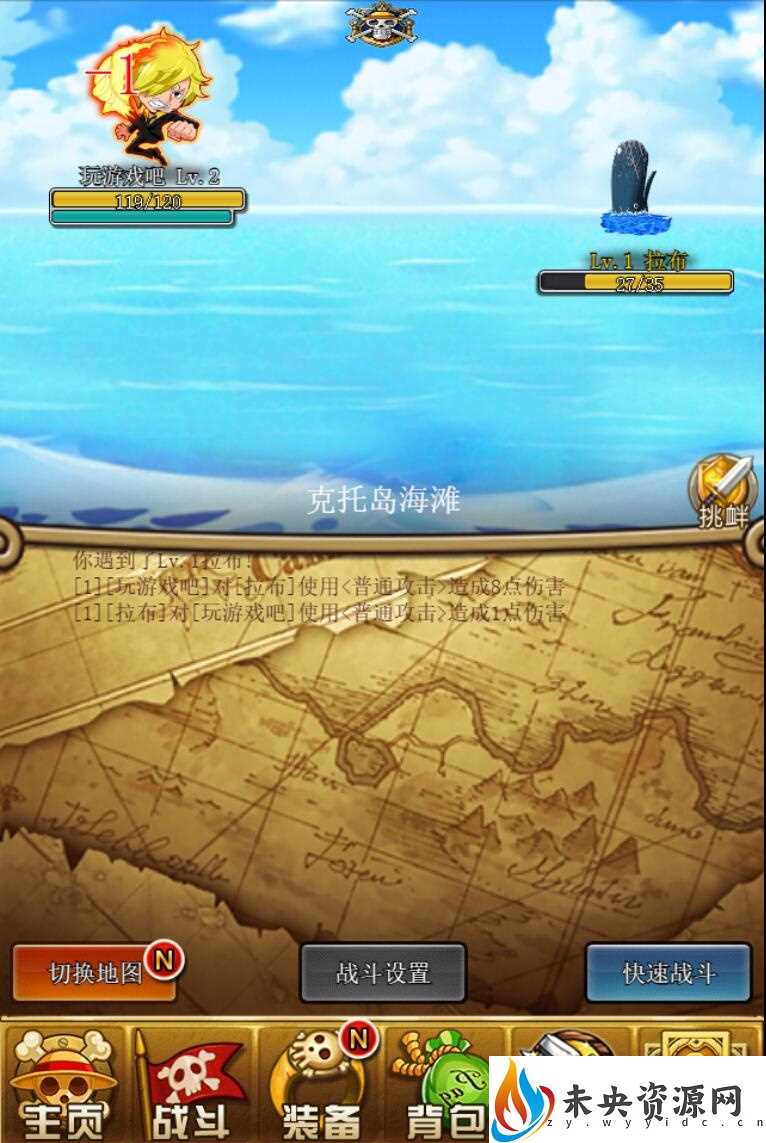 -1
玩游戏吧 Lv.2
119/120
Lv.1 拉布
27/35
克托岛海滩
挑衅
你遇到了Lv.1拉布!
[1][玩游戏吧]对[拉布]使用<普通攻击>造成8点伤害
[1][拉布]对[玩游戏吧]使用<普通攻击>造成1点伤害
切换地图
N
战斗设置
快速战斗
N
主页
战斗
装备
背包
未央资源网
zy.wyyidc.cn